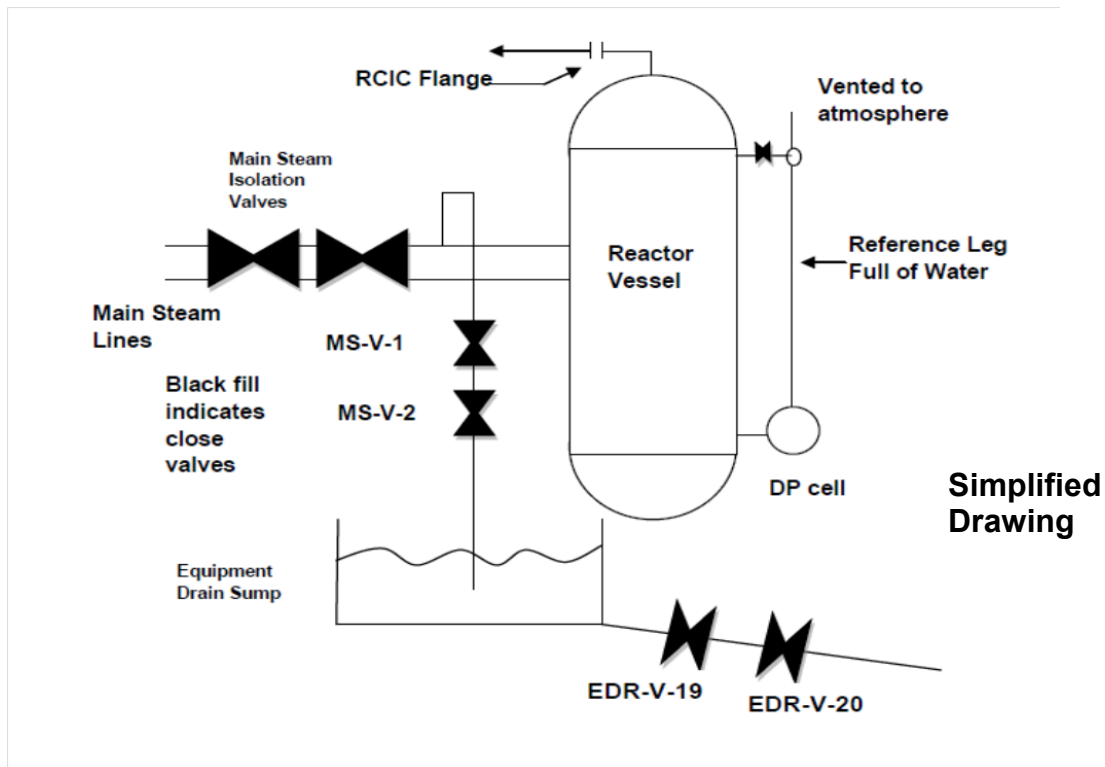 RCIC Flange
Vented to
atmosphere
Main Steam
Isolation
Valves
Reactor
Vessel
Reference Leg
Full of Water
Main Steam
Lines
MS-V-1
Black fill
indicates
close
valves
MS-V-2
DP cell
Simplified
Drawing
Equipment
Drain Sump
EDR-V-19
EDR-V-20